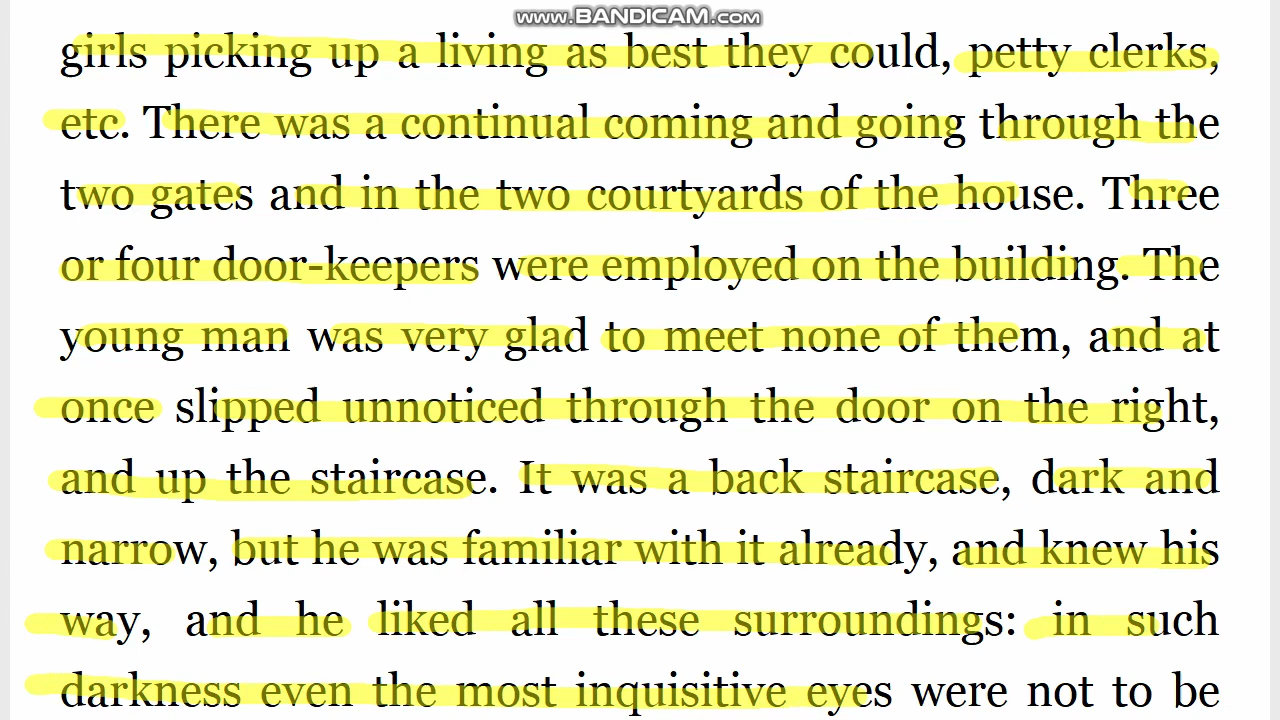 www.BANDICAM.com
girls picking up a living as best they could, petty clerks,
etc. There was a continual coming and going through the
two gates and in the two courtyards of the house. Three
or four door-keepers were employed on the building. The
young man was very glad to meet none of them, and at
once slipped unnoticed through the door on the right,
and up the staircase. It was a back staircase, dark and
narrow, but he was familiar with it already, and knew his
way, and he liked all these surroundings: in such
darkness even the most inquisitive eyes were not to be